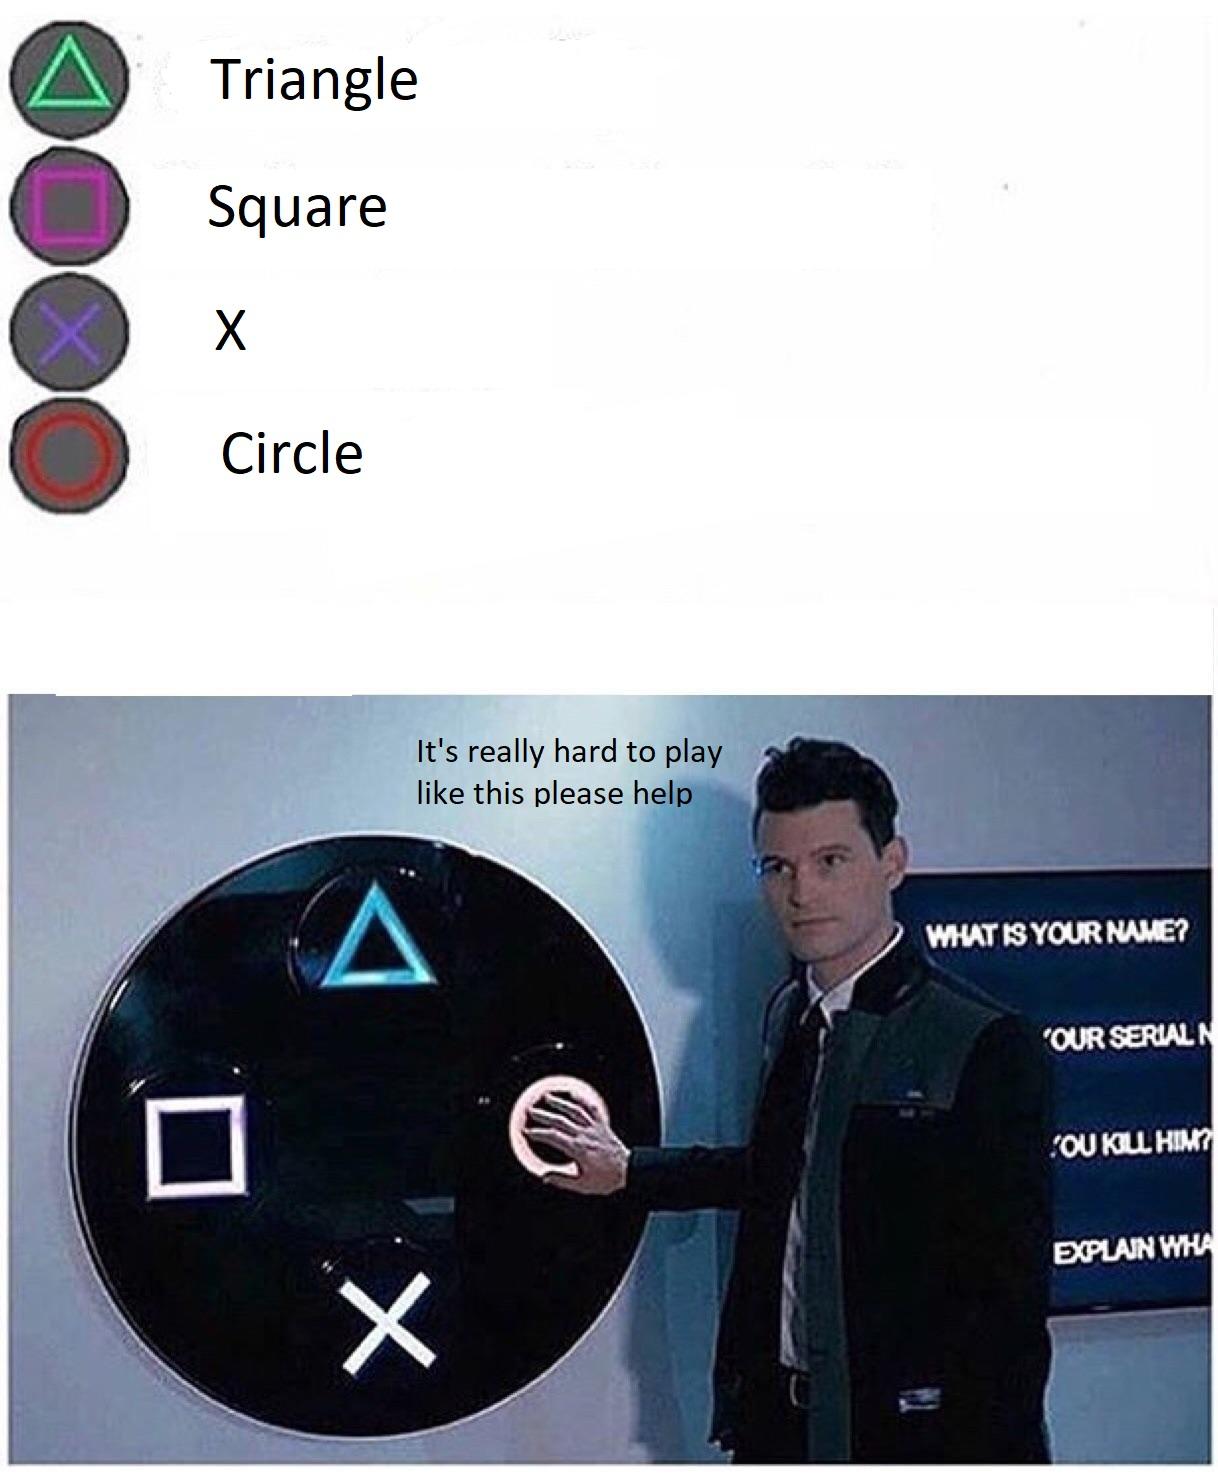 Triangle
Square
X
Circle
It's really hard to play
like this please help
WHAT IS YOUR NAME?
OUR SERIAL N
OU KILL HIM?
EXPLAIN WHA